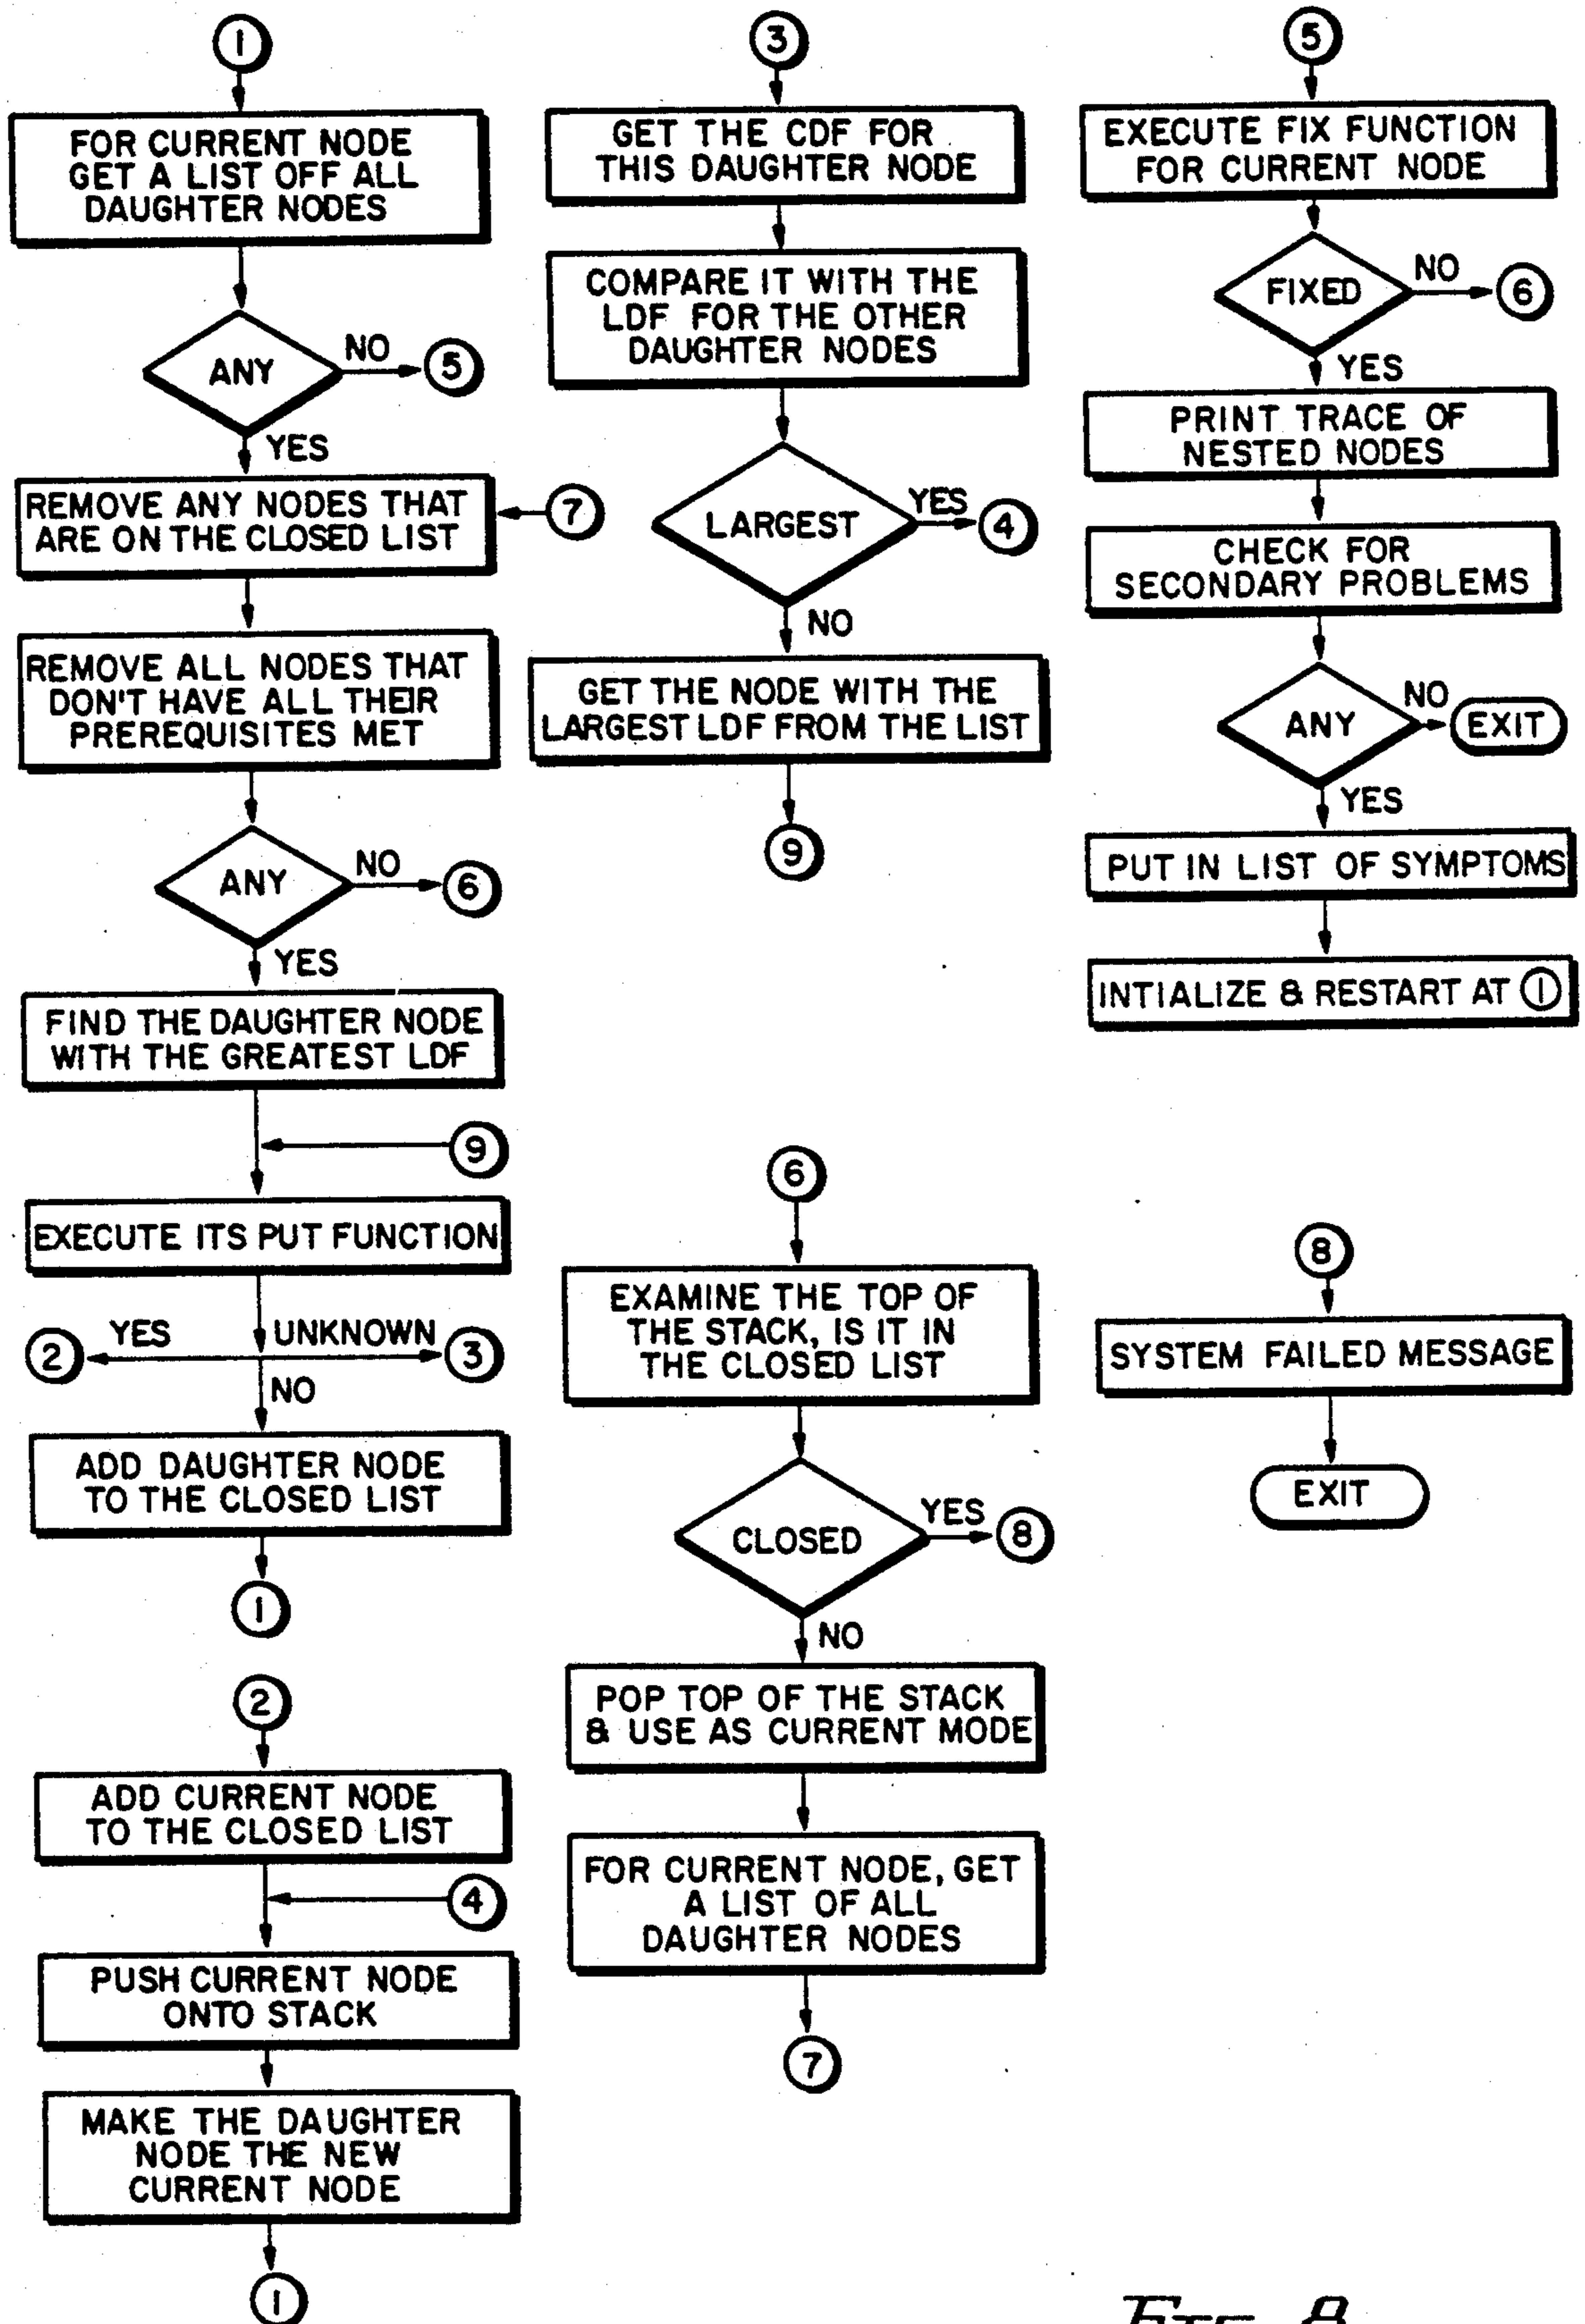 1
FOR CURRENT NODE
GET A LIST OFF ALL
DAUGHTER NODES
ANY
NO
5
YES
REMOVE ANY NODES THAT
ARE ON THE CLOSED LIST
7
REMOVE ALL NODES THAT
DON'T HAVE ALL THEIR
PREREQUISITES MET
ANY
NO
6
YES
FIND THE DAUGHTER NODE
WITH THE GREATEST LDF
9
EXECUTE ITS PUT FUNCTION
2
YES
UNKNOWN
3
NO
ADD DAUGHTER NODE
TO THE CLOSED LIST
1
2
ADD CURRENT NODE
TO THE CLOSED LIST
4
PUSH CURRENT NODE
ONTO STACK
MAKE THE DAUGHTER
NODE THE NEW
CURRENT NODE
1
3
GET THE CDF FOR
THIS DAUGHTER NODE
COMPARE IT WITH THE
LDF FOR THE OTHER
DAUGHTER NODES
LARGEST
YES
4
NO
GET THE NODE WITH THE
LARGEST LDF FROM THE LIST
9
6
EXAMINE THE TOP OF
THE STACK, IS IT IN
THE CLOSED LIST
CLOSED
YES
8
NO
POP TOP OF THE STACK
& USE AS CURRENT MODE
FOR CURRENT NODE, GET
A LIST OF ALL
DAUGHTER NODES
7
5
EXECUTE FIX FUNCTION
FOR CURRENT NODE
FIXED
NO
6
YES
PRINT TRACE OF
NESTED NODES
CHECK FOR
SECONDARY PROBLEMS
ANY
NO
EXIT
YES
PUT IN LIST OF SYMPTOMS
INTIALIZE & RESTART AT 1
8
SYSTEM FAILED MESSAGE
EXIT
FIG. 8